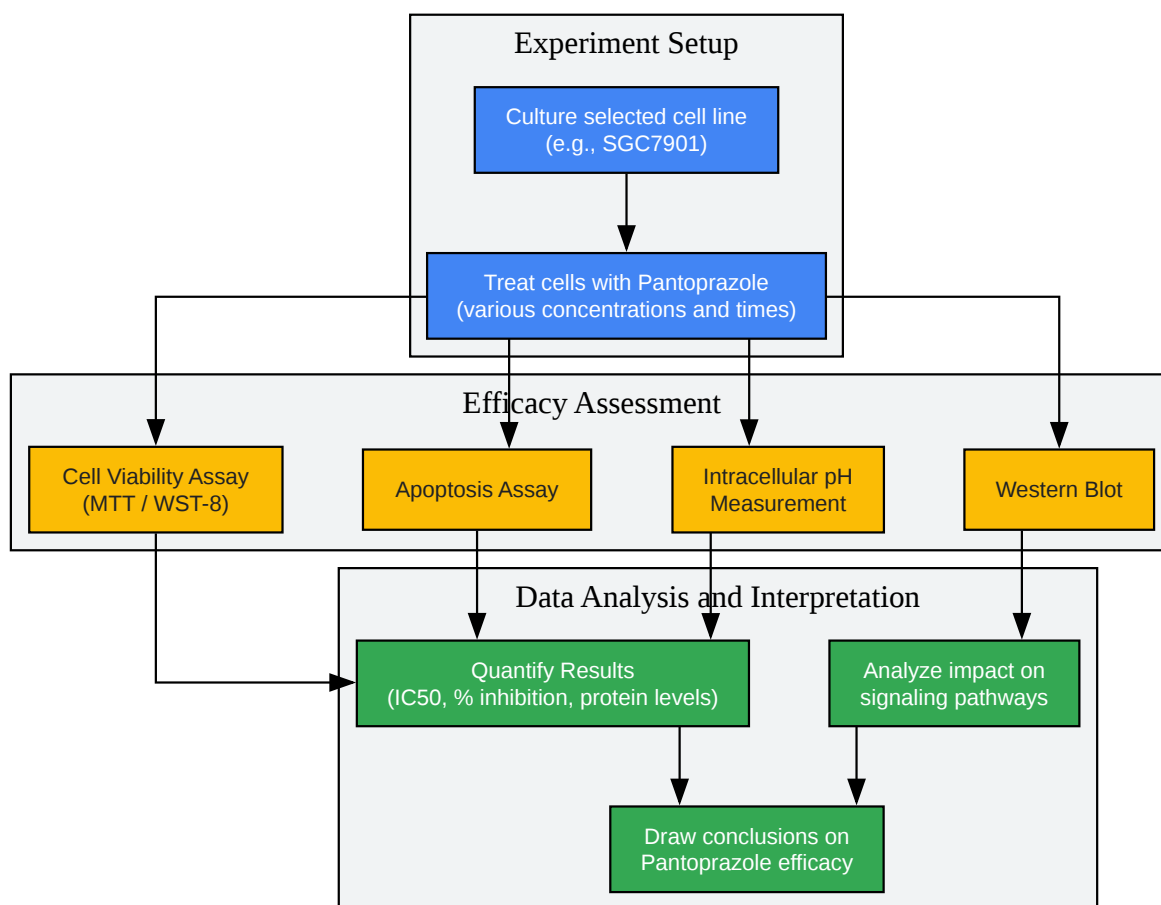 Experiment Setup
Culture selected cell line
(e.g., SGC7901)
Treat cells with Pantoprazole
(various concentrations and times)
Efficacy Assessment
Cell Viability Assay
(MTT / WST-8)
Apoptosis Assay
Intracellular pH
Measurement
Western Blot
Data Analysis and Interpretation
Quantify Results
(IC50, % inhibition, protein levels)
Analyze impact on
signaling pathways
Draw conclusions on
Pantoprazole efficacy